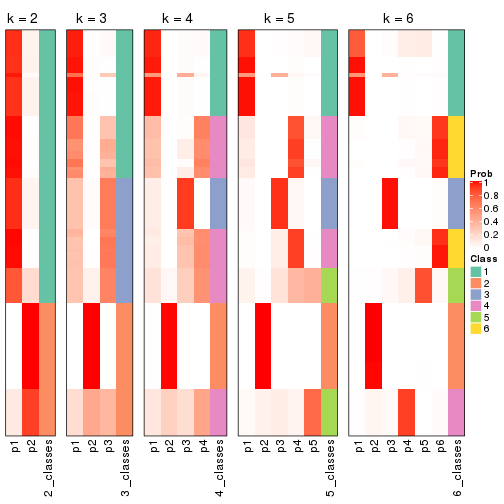 k = 2
k = 3
k = 4
k = 5
k = 6
Prob
1
0.8
0.6
0.4
0.2
0
Class
1
2
3
4
5
6
p1
p2
2_classes
p1
p2
p3
3_classes
p1
p2
p3
p4
4_classes
p1
p2
p3
p4
p5
5_classes
p1
p2
p3
p4
p5
p6
6_classes